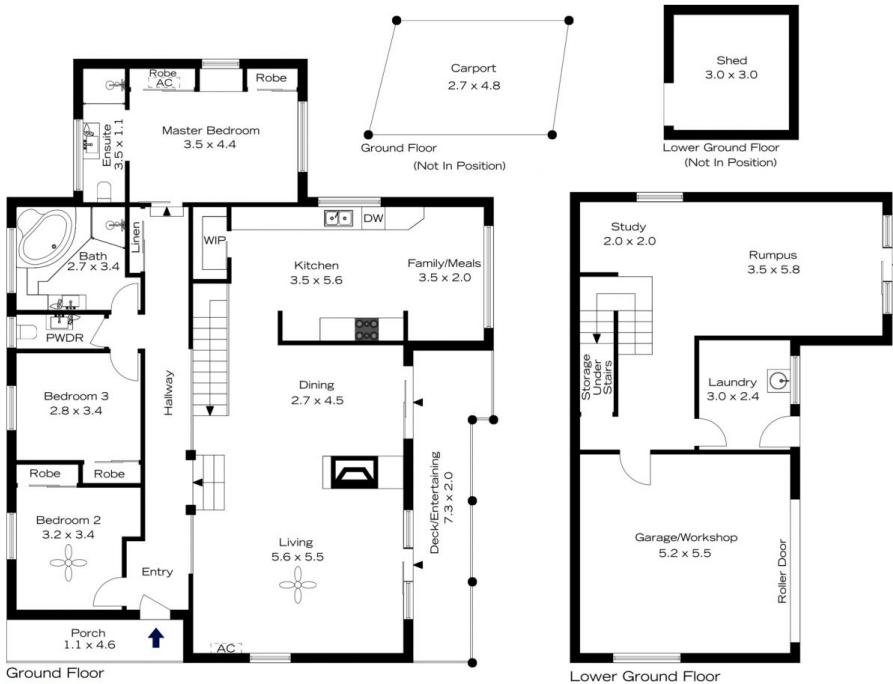 Carport
2.7 x 4.8
Ground Floor
(Not In Position)
Shed
3.0 x 3.0
Lower Ground Floor
(Not In Position)
Robe
AC
Robe
Master Bedroom
3.5 x 4.4
Ensuite
3.5 x 1.1
Bath
2.7 x 3.4
Linen
WIP
DW
Kitchen
3.5 x 5.6
Family/Meals
3.5 x 2.0
PWDR
Hallway
Bedroom 3
2.8 x 3.4
Robe
Robe
Bedroom 2
3.2 x 3.4
Entry
Dining
2.7 x 4.5
Living
5.6 x 5.5
AC
Deck/Entertaining
7.3 x 2.0
Porch
1.1 x 4.6
Ground Floor
Study
2.0 x 2.0
Rumpus
3.5 x 5.8
Storage
Under
Stairs
Laundry
3.0 x 2.4
Garage/Workshop
5.2 x 5.5
Roller Door
Lower Ground Floor